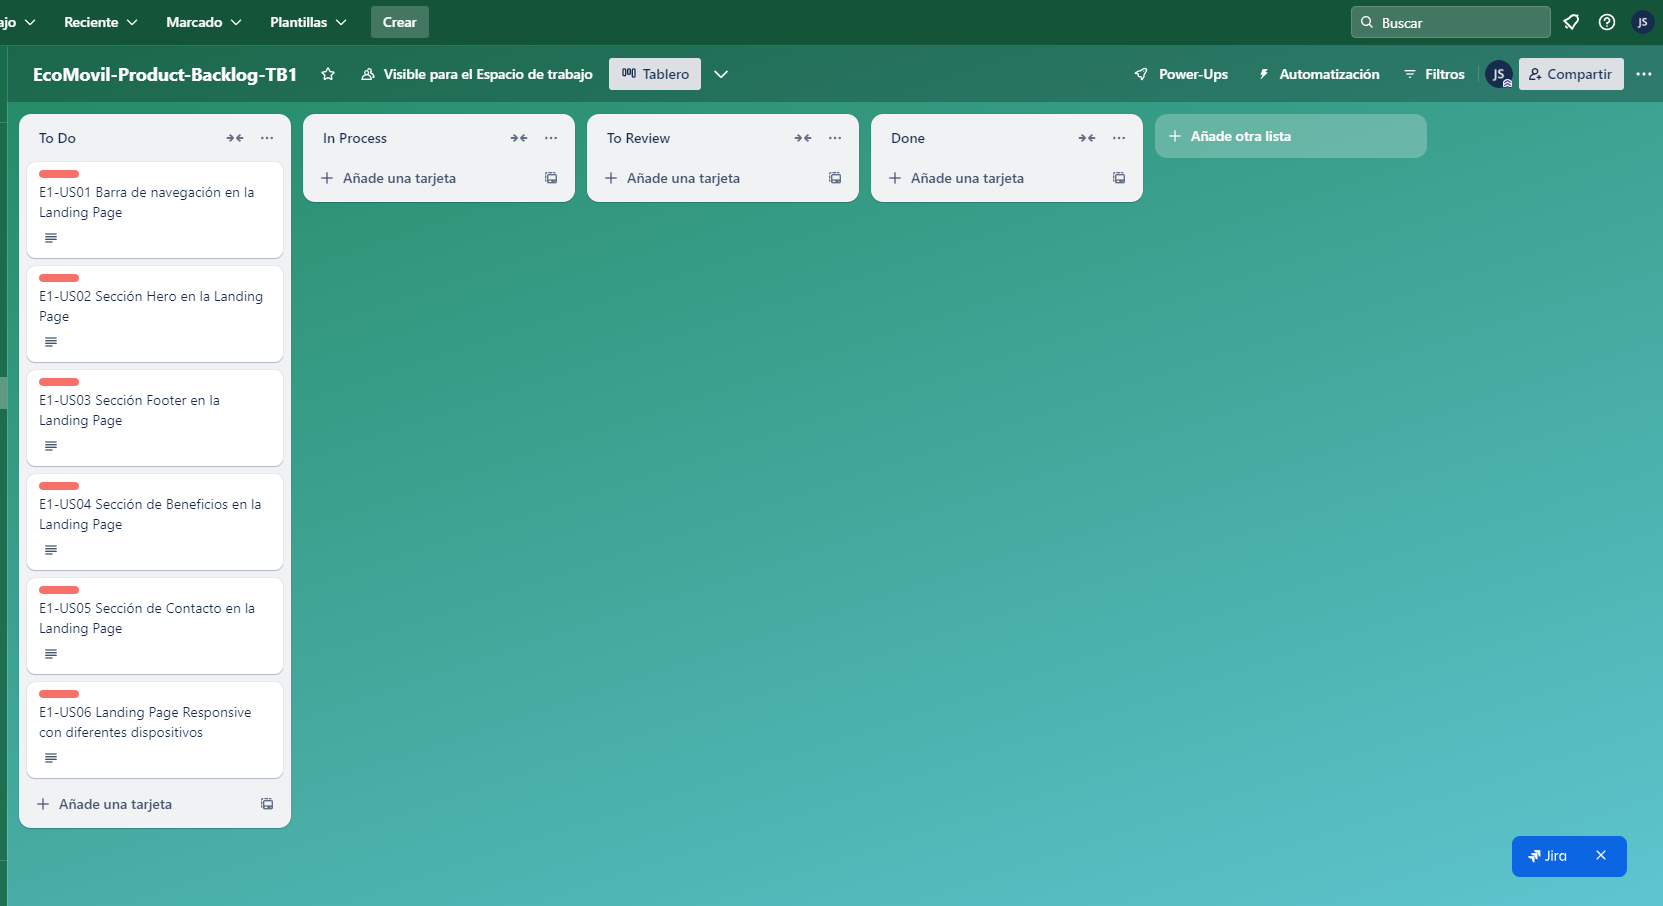 ajo
Reciente
Marcado
Plantillas
Crear
Buscar
JS
EcoMovil-Product-Backlog-TB1
Visible para el Espacio de trabajo
Tablero
Power-Ups
Automatización
Filtros
JS
Compartir
To Do
E1-US01 Barra de navegación en la
Landing Page
E1-US02 Sección Hero en la Landing
Page
E1-US03 Sección Footer en la
Landing Page
E1-US04 Sección de Beneficios en la
Landing Page
E1-US05 Sección de Contacto en la
Landing Page
E1-US06 Landing Page Responsive
con diferentes dispositivos
Añade una tarjeta
In Process
Añade una tarjeta
To Review
Añade una tarjeta
Done
Añade una tarjeta
Añade otra lista
Jira